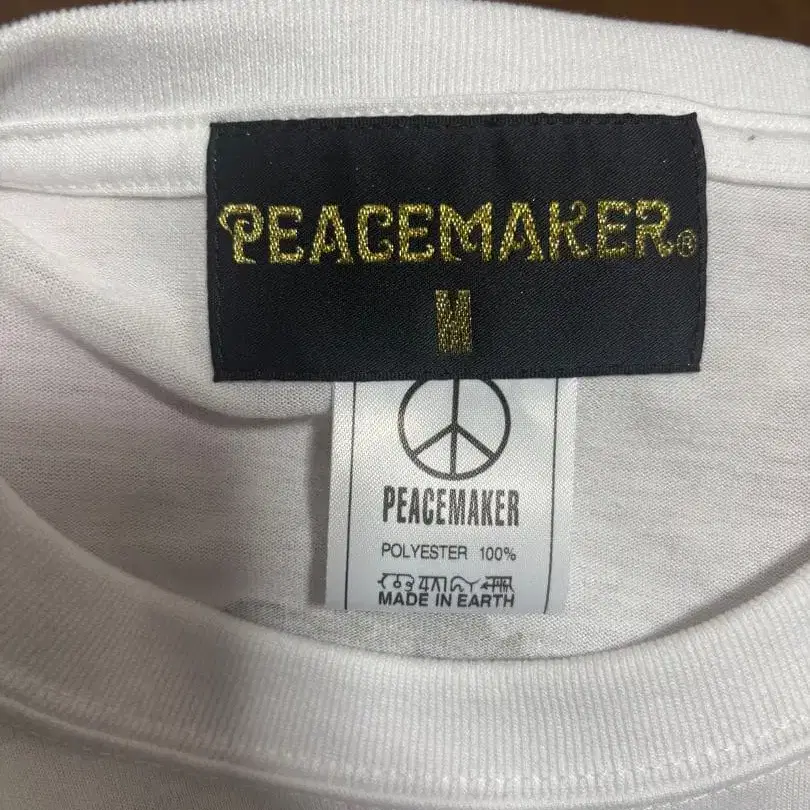 PEACEMAKER®
M
PEACEMAKER
POLYESTER 100%
MADE IN EARTH